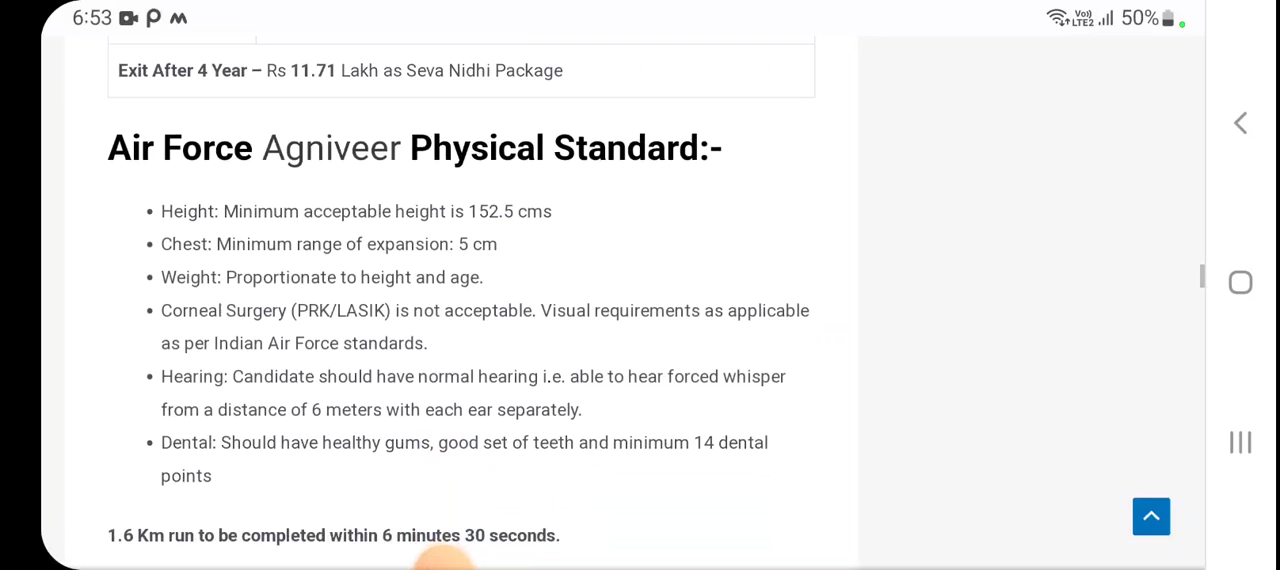 6:53
Vo)) LTE2 50%
Exit After 4 Year – Rs 11.71 Lakh as Seva Nidhi Package
Air Force Agniveer Physical Standard:-
• Height: Minimum acceptable height is 152.5 cms
• Chest: Minimum range of expansion: 5 cm
• Weight: Proportionate to height and age.
• Corneal Surgery (PRK/LASIK) is not acceptable. Visual requirements as applicable
as per Indian Air Force standards.
• Hearing: Candidate should have normal hearing i.e. able to hear forced whisper
from a distance of 6 meters with each ear separately.
• Dental: Should have healthy gums, good set of teeth and minimum 14 dental
points
1.6 Km run to be completed within 6 minutes 30 seconds.